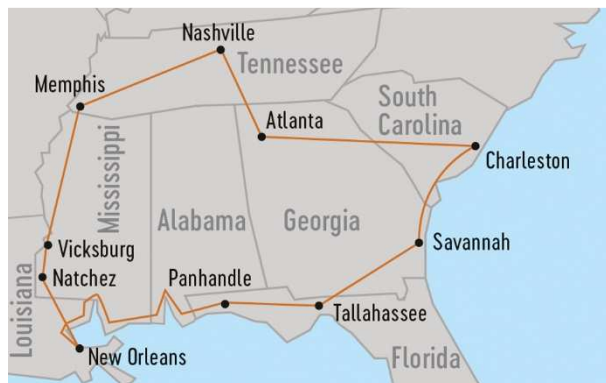 Nashville
Tennessee
Memphis
South
Carolina
Atlanta
Charleston
Mississippi
Alabama
Georgia
Vicksburg
Savannah
Natchez
Panhandle
Louisiana
Tallahassee
New Orleans
Florida